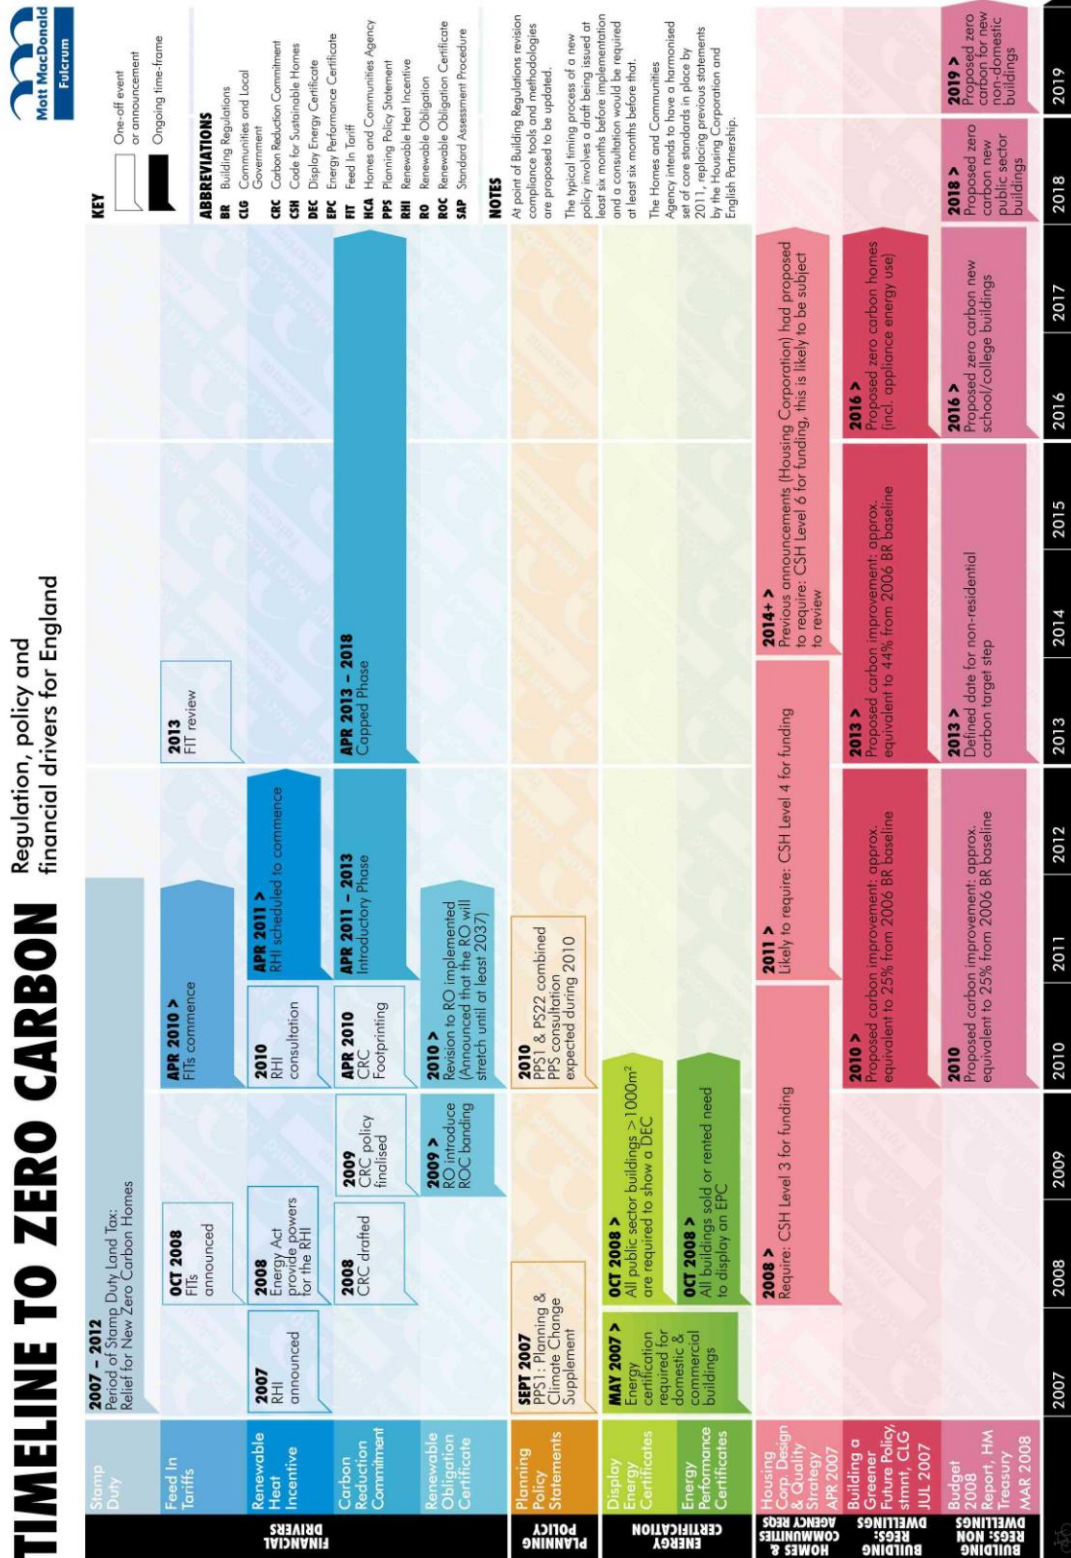 TIMELINE TO ZERO CARBON
Regulation, policy and
financial drivers for England
Mott MacDonald
Fulcrum
FINANCIAL
DRIVERS
Stamp
Duty
2007 – 2012
Period of Stamp Duty Land Tax:
Relief for New Zero Carbon Homes
Feed In
Tariffs
OCT 2008
FITs
announced
APR 2010 >
FITs commence
2013
FIT review
Renewable
Heat
Incentive
2007
RHI
announced
2008
Energy Act
provide powers
for the RHI
2010
RHI
consultation
APR 2011 >
RHI scheduled to commence
Carbon
Reduction
Commitment
2008
CRC drafted
2009
CRC policy
finalised
APR 2010
CRC
Footprinting
APR 2011 – 2013
Introductory Phase
APR 2013 – 2018
Capped Phase
Renewable
Obligation
Certificate
2009 >
RO introduce
ROC banding
2010 >
Revision to RO implemented
(Announced that the RO will
stretch until at least 2037)
PLANNING
POLICY
Planning
Policy
Statements
SEPT 2007
PPS1: Planning &
Climate Change
Supplement
2010
PPS1 & PS22 combined
PPS consultation
expected during 2010
ENERGY
CERTIFICATION
Display
Energy
Certificates
Energy
Performance
Certificates
MAY 2007 >
Energy
certification
required for
domestic &
commercial
buildings
OCT 2008 >
All public sector buildings >1000m²
are required to show a DEC
OCT 2008 >
All buildings sold or rented need
to display an EPC
HOMES &
COMMUNITIES
AGENCY REQS
Housing
Corp. Design
& Quality
Strategy
APR 2007
2008 >
Require: CSH Level 3 for funding
2011 >
Likely to require: CSH Level 4 for funding
2014+ >
Previous announcements (Housing Corporation) had proposed
to require: CSH Level 6 for funding, this is likely to be subject
to review
BUILDING
REGS:
DWELLINGS
Building a
Greener
Future Policy,
stmnt, CLG
JUL 2007
2010 >
Proposed carbon improvement: approx.
equivalent to 25% from 2006 BR baseline
2013 >
Proposed carbon improvement: approx.
equivalent to 44% from 2006 BR baseline
2016 >
Proposed zero carbon homes
(incl. appliance energy use)
BUILDING
REGS: NON
DWELLINGS
Budget
2008
Report, HM
Treasury
MAR 2008
2010
Proposed carbon improvement: approx.
equivalent to 25% from 2006 BR baseline
2013 >
Defined date for non-residential
carbon target step
2016 >
Proposed zero carbon new
school/college buildings
2018 >
Proposed zero
carbon new
public sector
buildings
2019 >
Proposed zero
carbon for new
non-domestic
buildings
2007 2008 2009 2010 2011 2012 2013 2014 2015 2016 2017 2018 2019
KEY
One-off event
or announcement
Ongoing time-frame
ABBREVIATIONS
BR Building Regulations
CLG Communities and Local
Government
CRC Carbon Reduction Commitment
CSH Code for Sustainable Homes
DEC Display Energy Certificate
EPC Energy Performance Certificate
FIT Feed In Tariff
HCA Homes and Communities Agency
PPS Planning Policy Statement
RHI Renewable Heat Incentive
RO Renewable Obligation
ROC Renewable Obligation Certificate
SAP Standard Assessment Procedure
NOTES
At point of Building Regulations revision
compliance tools and methodologies
are proposed to be updated.
The typical timing process of a new
policy involves a draft being issued at
least six months before implementation
and a consultation would be required
at least six months before that.
The Homes and Communities
Agency intends to have a harmonised
set of core standards in place by
2011, replacing previous statements
by the Housing Corporation and
English Partnership.